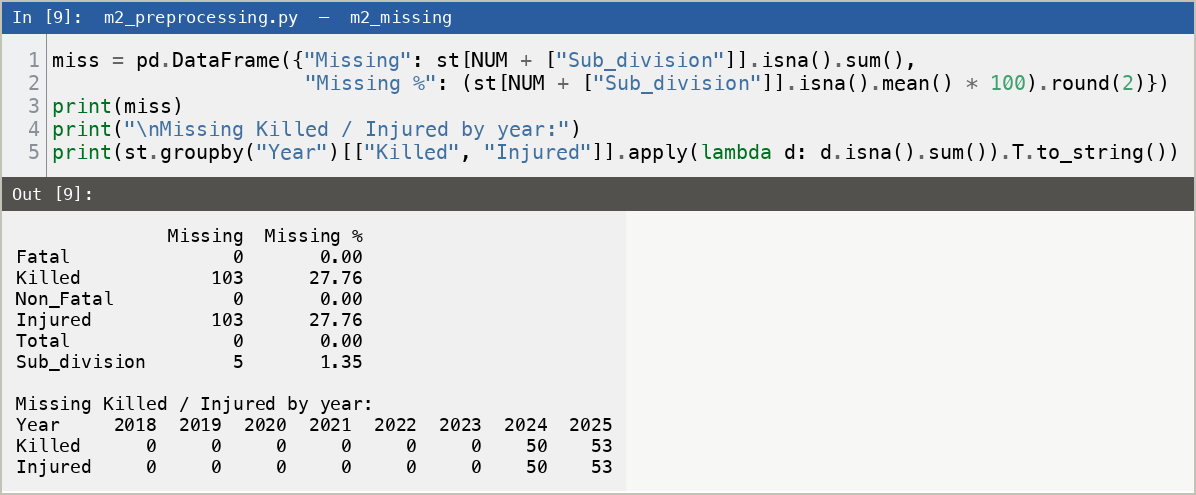 In [9]:  m2_preprocessing.py  —  m2_missing
1 miss = pd.DataFrame({"Missing": st[NUM + ["Sub_division"]].isna().sum(),
2                      "Missing %": (st[NUM + ["Sub_division"]].isna().mean() * 100).round(2)})
3 print(miss)
4 print("\nMissing Killed / Injured by year:")
5 print(st.groupby("Year")[["Killed", "Injured"]].apply(lambda d: d.isna().sum()).T.to_string())
Out [9]:
              Missing  Missing %
Fatal               0       0.00
Killed            103      27.76
Non_Fatal           0       0.00
Injured           103      27.76
Total               0       0.00
Sub_division        5       1.35
Missing Killed / Injured by year:
Year     2018  2019  2020  2021  2022  2023  2024  2025
Killed      0     0     0     0     0     0    50    53
Injured     0     0     0     0     0     0    50    53